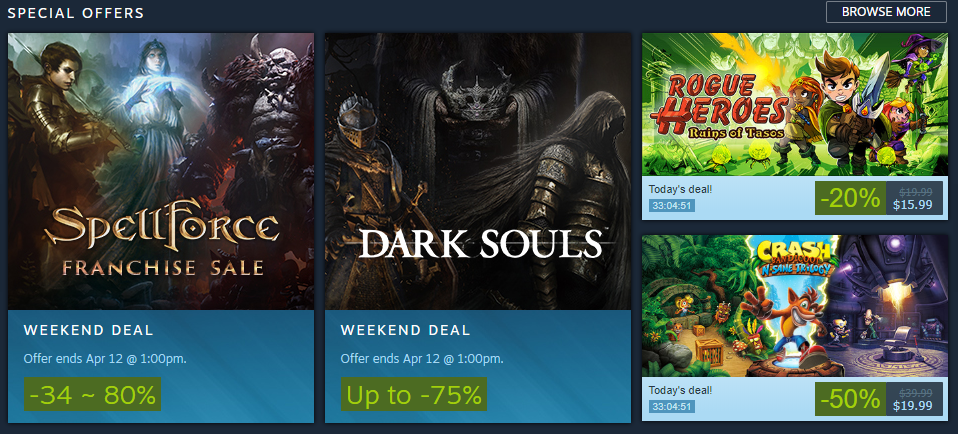 SPECIAL OFFERS
BROWSE MORE
SPELLFORCE
FRANCHISE SALE
WEEKEND DEAL
Offer ends Apr 12 @ 1:00pm.
-34 ~ 80%
DARK SOULS™
WEEKEND DEAL
Offer ends Apr 12 @ 1:00pm.
Up to -75%
ROGUE
HEROES
Ruins of Tasos
Today's deal!
33:04:51
-20%
$19.99
$15.99
CRASH
BANDICOOT
N. SANE TRILOGY
Today's deal!
33:04:51
-50%
$39.99
$19.99